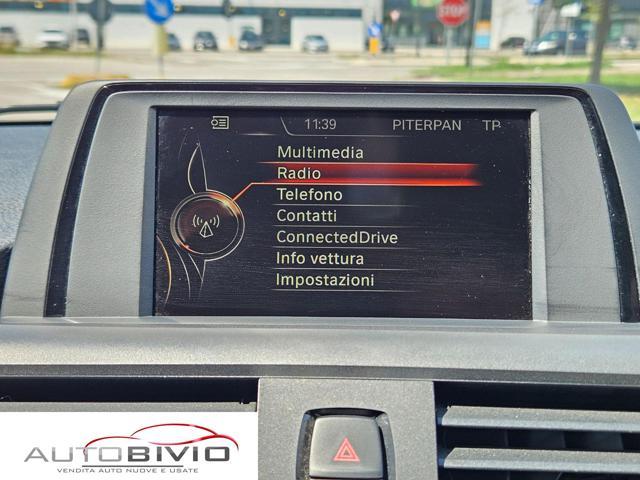 11:39 PITERPAN TP
Multimedia
Radio
Telefono
Contatti
ConnectedDrive
Info vettura
Impostazioni
STOP
AUTOBIVIO
VENDITA AUTO NUOVE E USATE